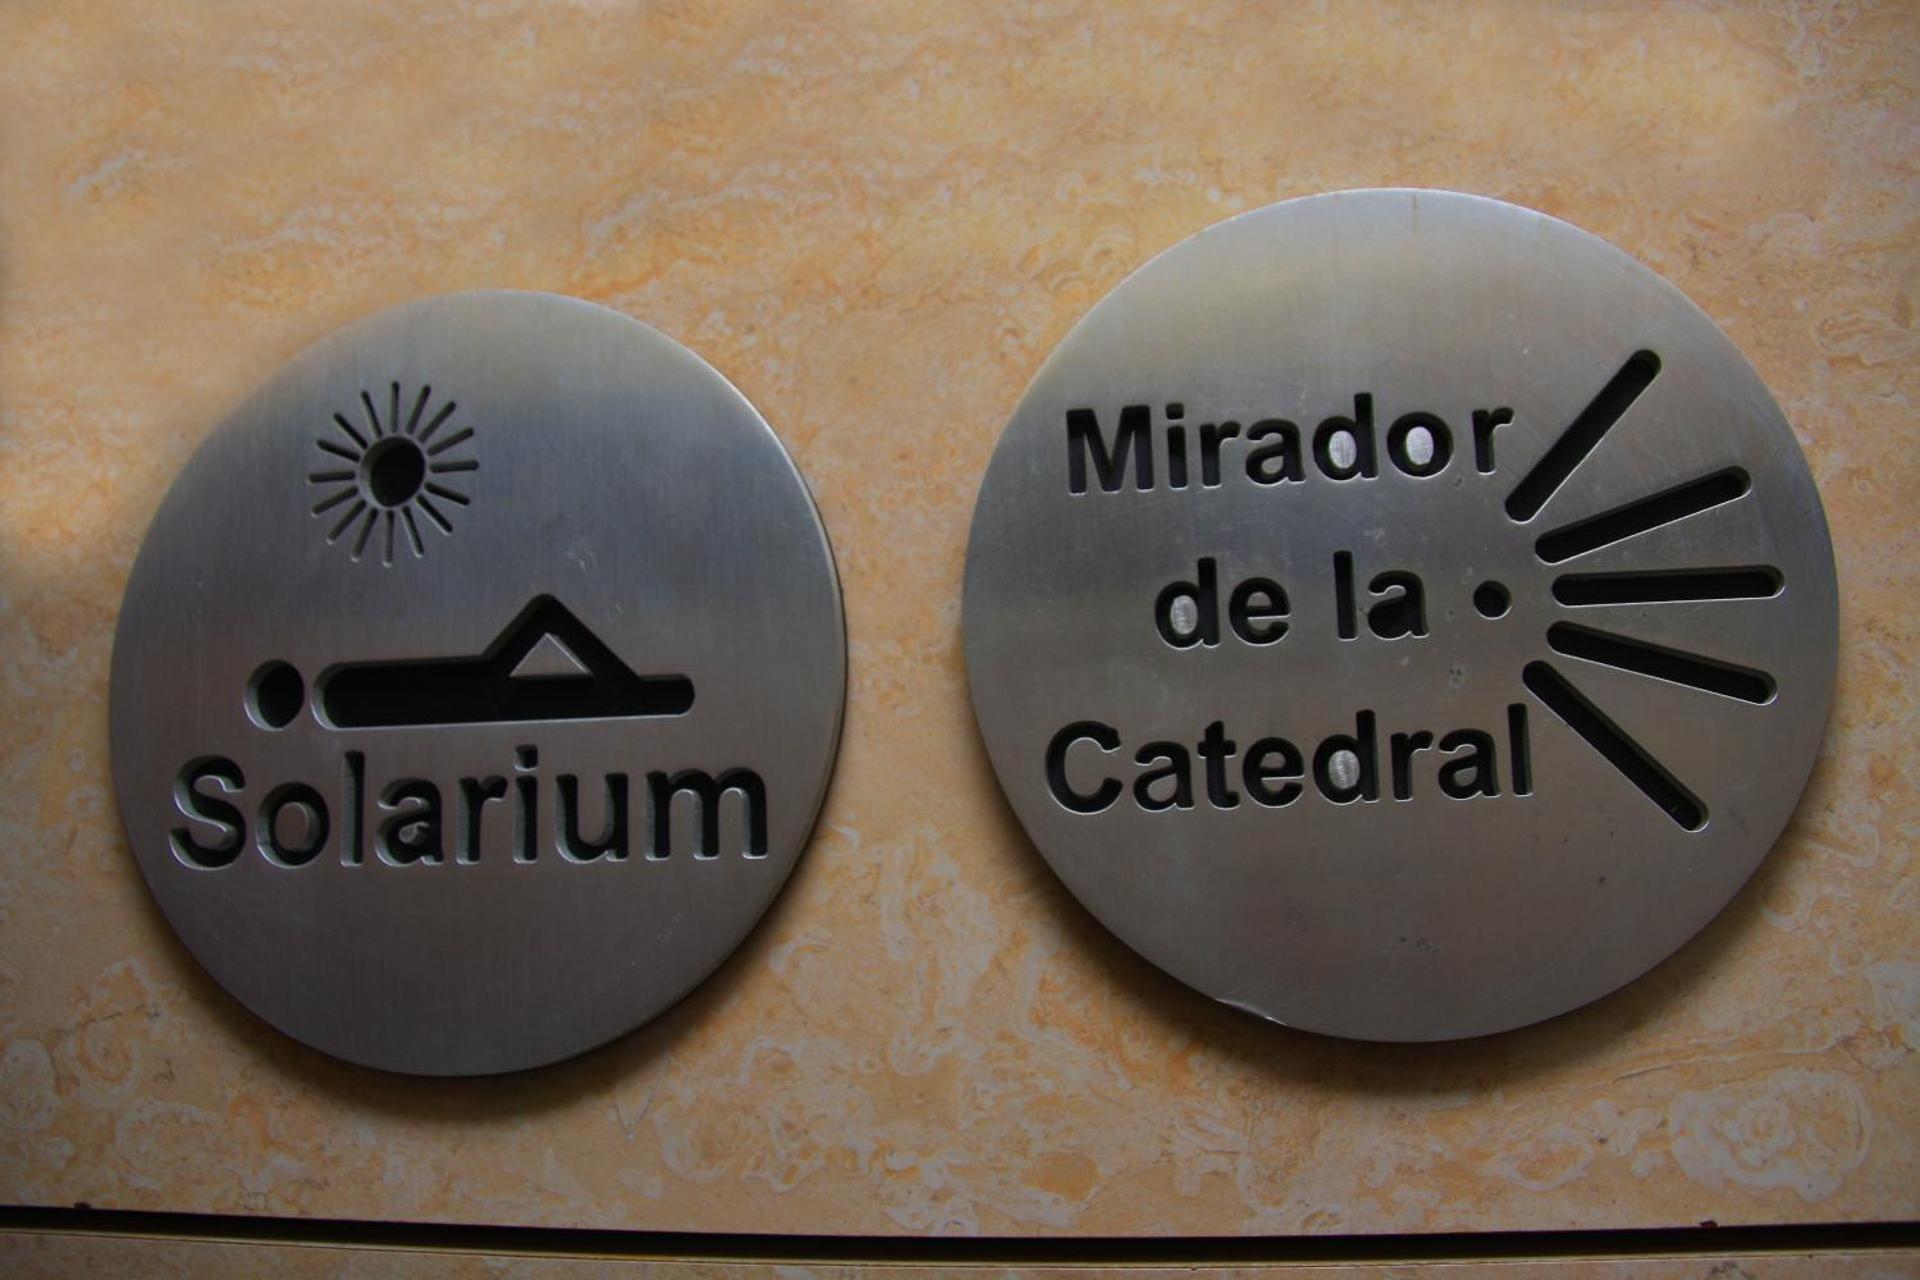 Solarium
Mirador
de la
Catedral